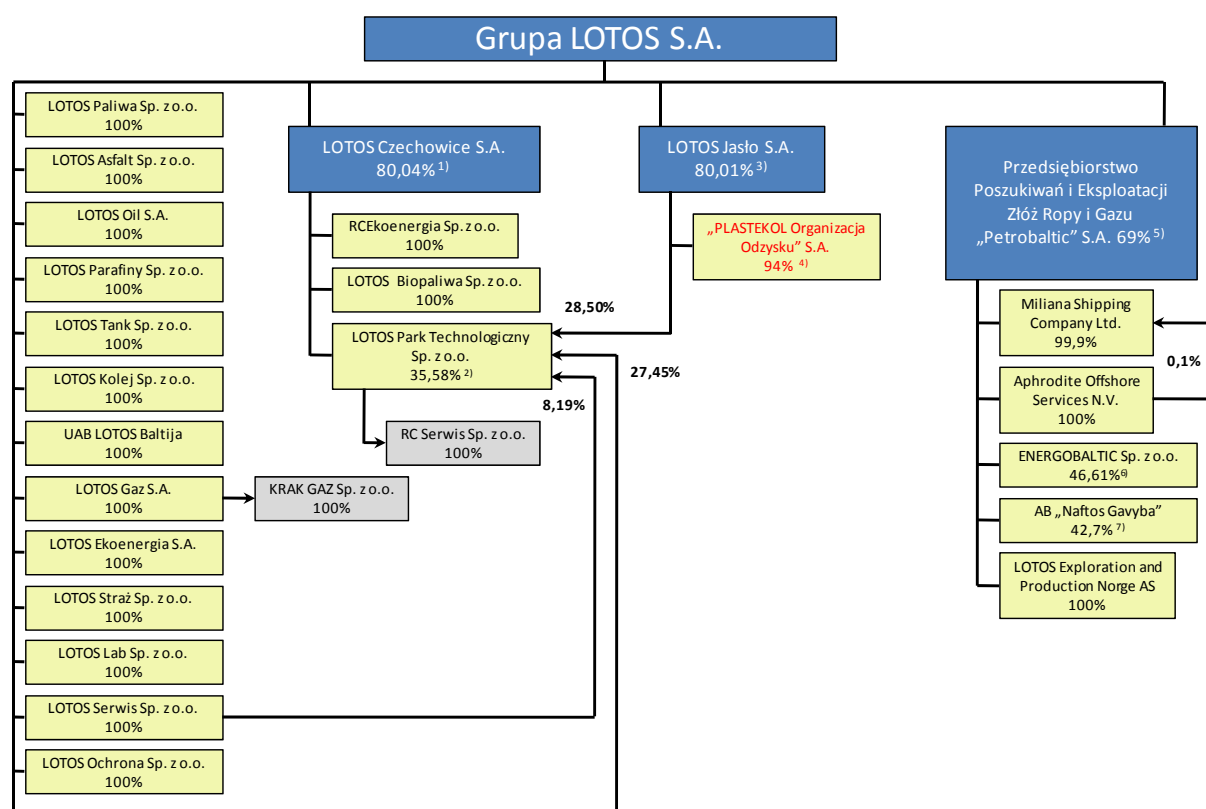 Grupa LOTOS S.A.
LOTOS Paliwa Sp. z o.o.
100%
LOTOS Asfalt Sp. z o.o.
100%
LOTOS Oil S.A.
100%
LOTOS Parafiny Sp. z o.o.
100%
LOTOS Tank Sp. z o.o.
100%
LOTOS Kolej Sp. z o.o.
100%
UAB LOTOS Baltija
100%
LOTOS Gaz S.A.
100%
KRAK GAZ Sp. z o.o.
100%
LOTOS Ekoenergia S.A.
100%
LOTOS Straż Sp. z o.o.
100%
LOTOS Lab Sp. z o.o.
100%
LOTOS Serwis Sp. z o.o.
100%
LOTOS Ochrona Sp. z o.o.
100%
LOTOS Czechowice S.A.
80,04% 1)
RCEkoenergia Sp. z o.o.
100%
LOTOS Biopaliwa Sp. z o.o.
100%
LOTOS Park Technologiczny
Sp. z o.o.
35,58% 2)
28,50%
27,45%
8,19%
RC Serwis Sp. z o.o.
100%
LOTOS Jasło S.A.
80,01% 3)
„PLASTEKOL Organizacja
Odzysku” S.A.
94% 4)
Przedsiębiorstwo
Poszukiwań i Eksploatacji
Złóż Ropy i Gazu
„Petrobaltic” S.A. 69% 5)
Miliana Shipping
Company Ltd.
99,9%
0,1%
Aphrodite Offshore
Services N.V.
100%
ENERGOBALTIC Sp. z o.o.
46,61% 6)
AB „Naftos Gavyba”
42,7% 7)
LOTOS Exploration and
Production Norge AS
100%